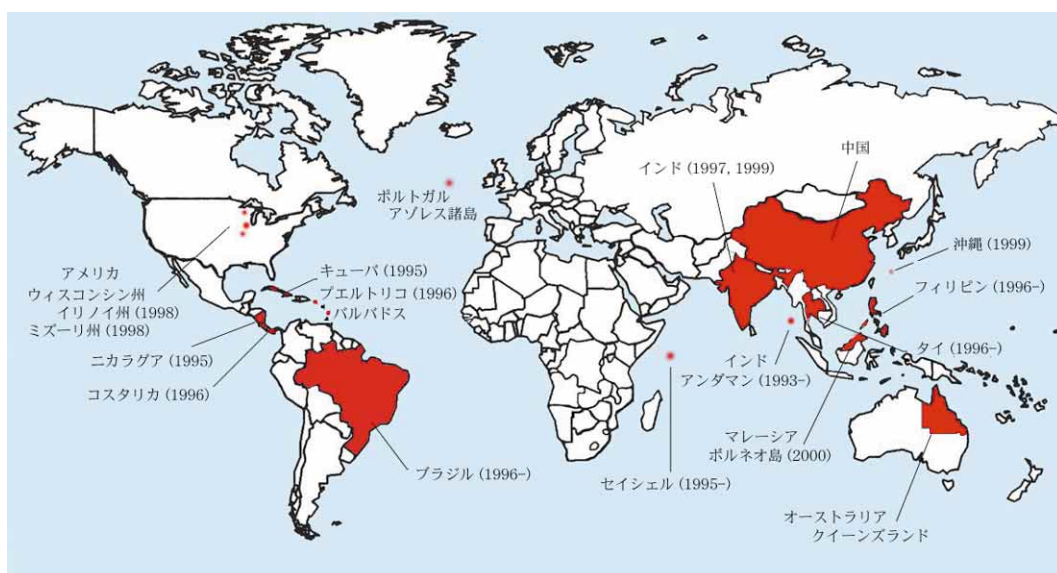 中国
インド (1997, 1999)
ポルトガル
アゾレス諸島
沖縄 (1999)
フィリピン (1996-)
タイ (1996-)
アメリカ
ウィスコンシン州
イリノイ州 (1998)
ミズーリ州 (1998)
キューバ (1995)
プエルトリコ (1996)
バルバドス
ニカラグア (1995)
コスタリカ (1996)
ブラジル (1996-)
セイシェル (1995-)
インド
アンダマン (1993-)
マレーシア
ボルネオ島 (2000)
オーストラリア
クイーンズランド